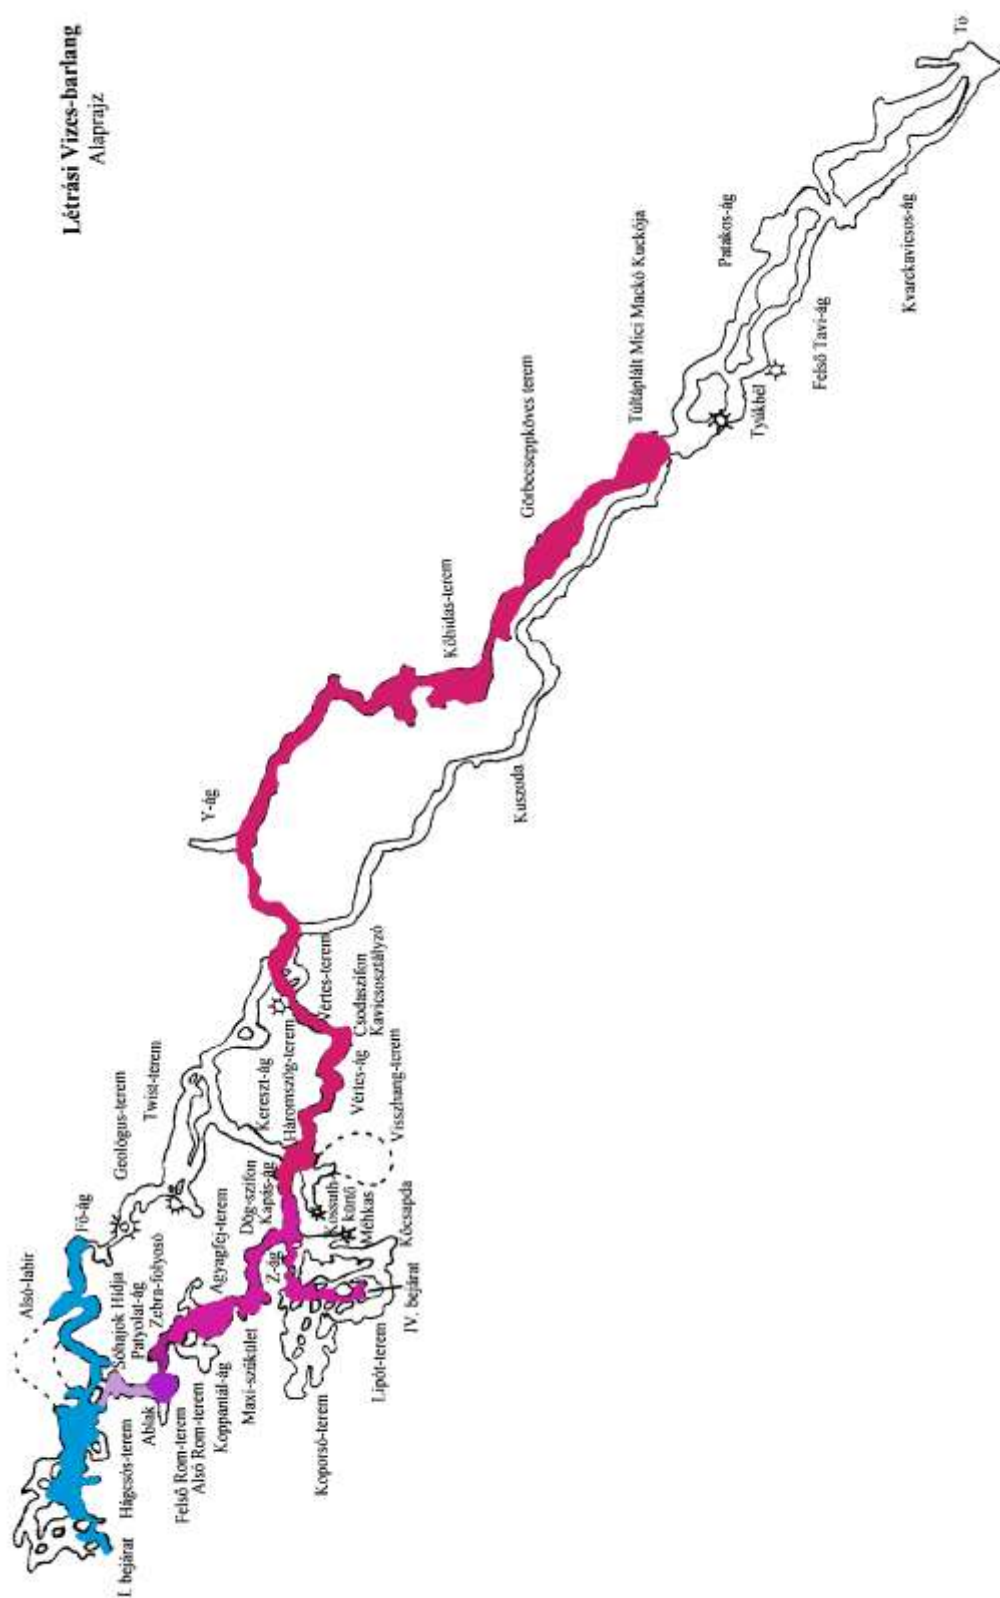 Létrási Vizes-barlang
Alaprajz
Tó
Patakos-ág
Kvarckavicsos-ág
Túltáplált Mici Mackó Kuckója
Felső Tavi-ág
Tyúkbél
Görbecseppköves terem
Kőhidas-terem
Y-ág
Kuszoda
Vértes-terem
Csodaszifon
Kavicsosztályzó
Kereszt-ág
Háromszög-terem
Vértes-ág
Visszhang-terem
Geológus-terem
Twist-terem
Fő-ág
Dög-szifon
Kapás-ág
Kossuth-
kürtő
Méhkas
Kőcsapda
Alsó-labir
Sóhajok Hídja
Patyolat-ág
Zebra-folyosó
Agyagfej-terem
Z-ág
IV. bejárat
Lipót-terem
Maxi-szűkület
Koppantál-ág
Koporsó-terem
I. bejárat
Hágcsós-terem
Ablak
Felső Rom-terem
Alsó Rom-terem